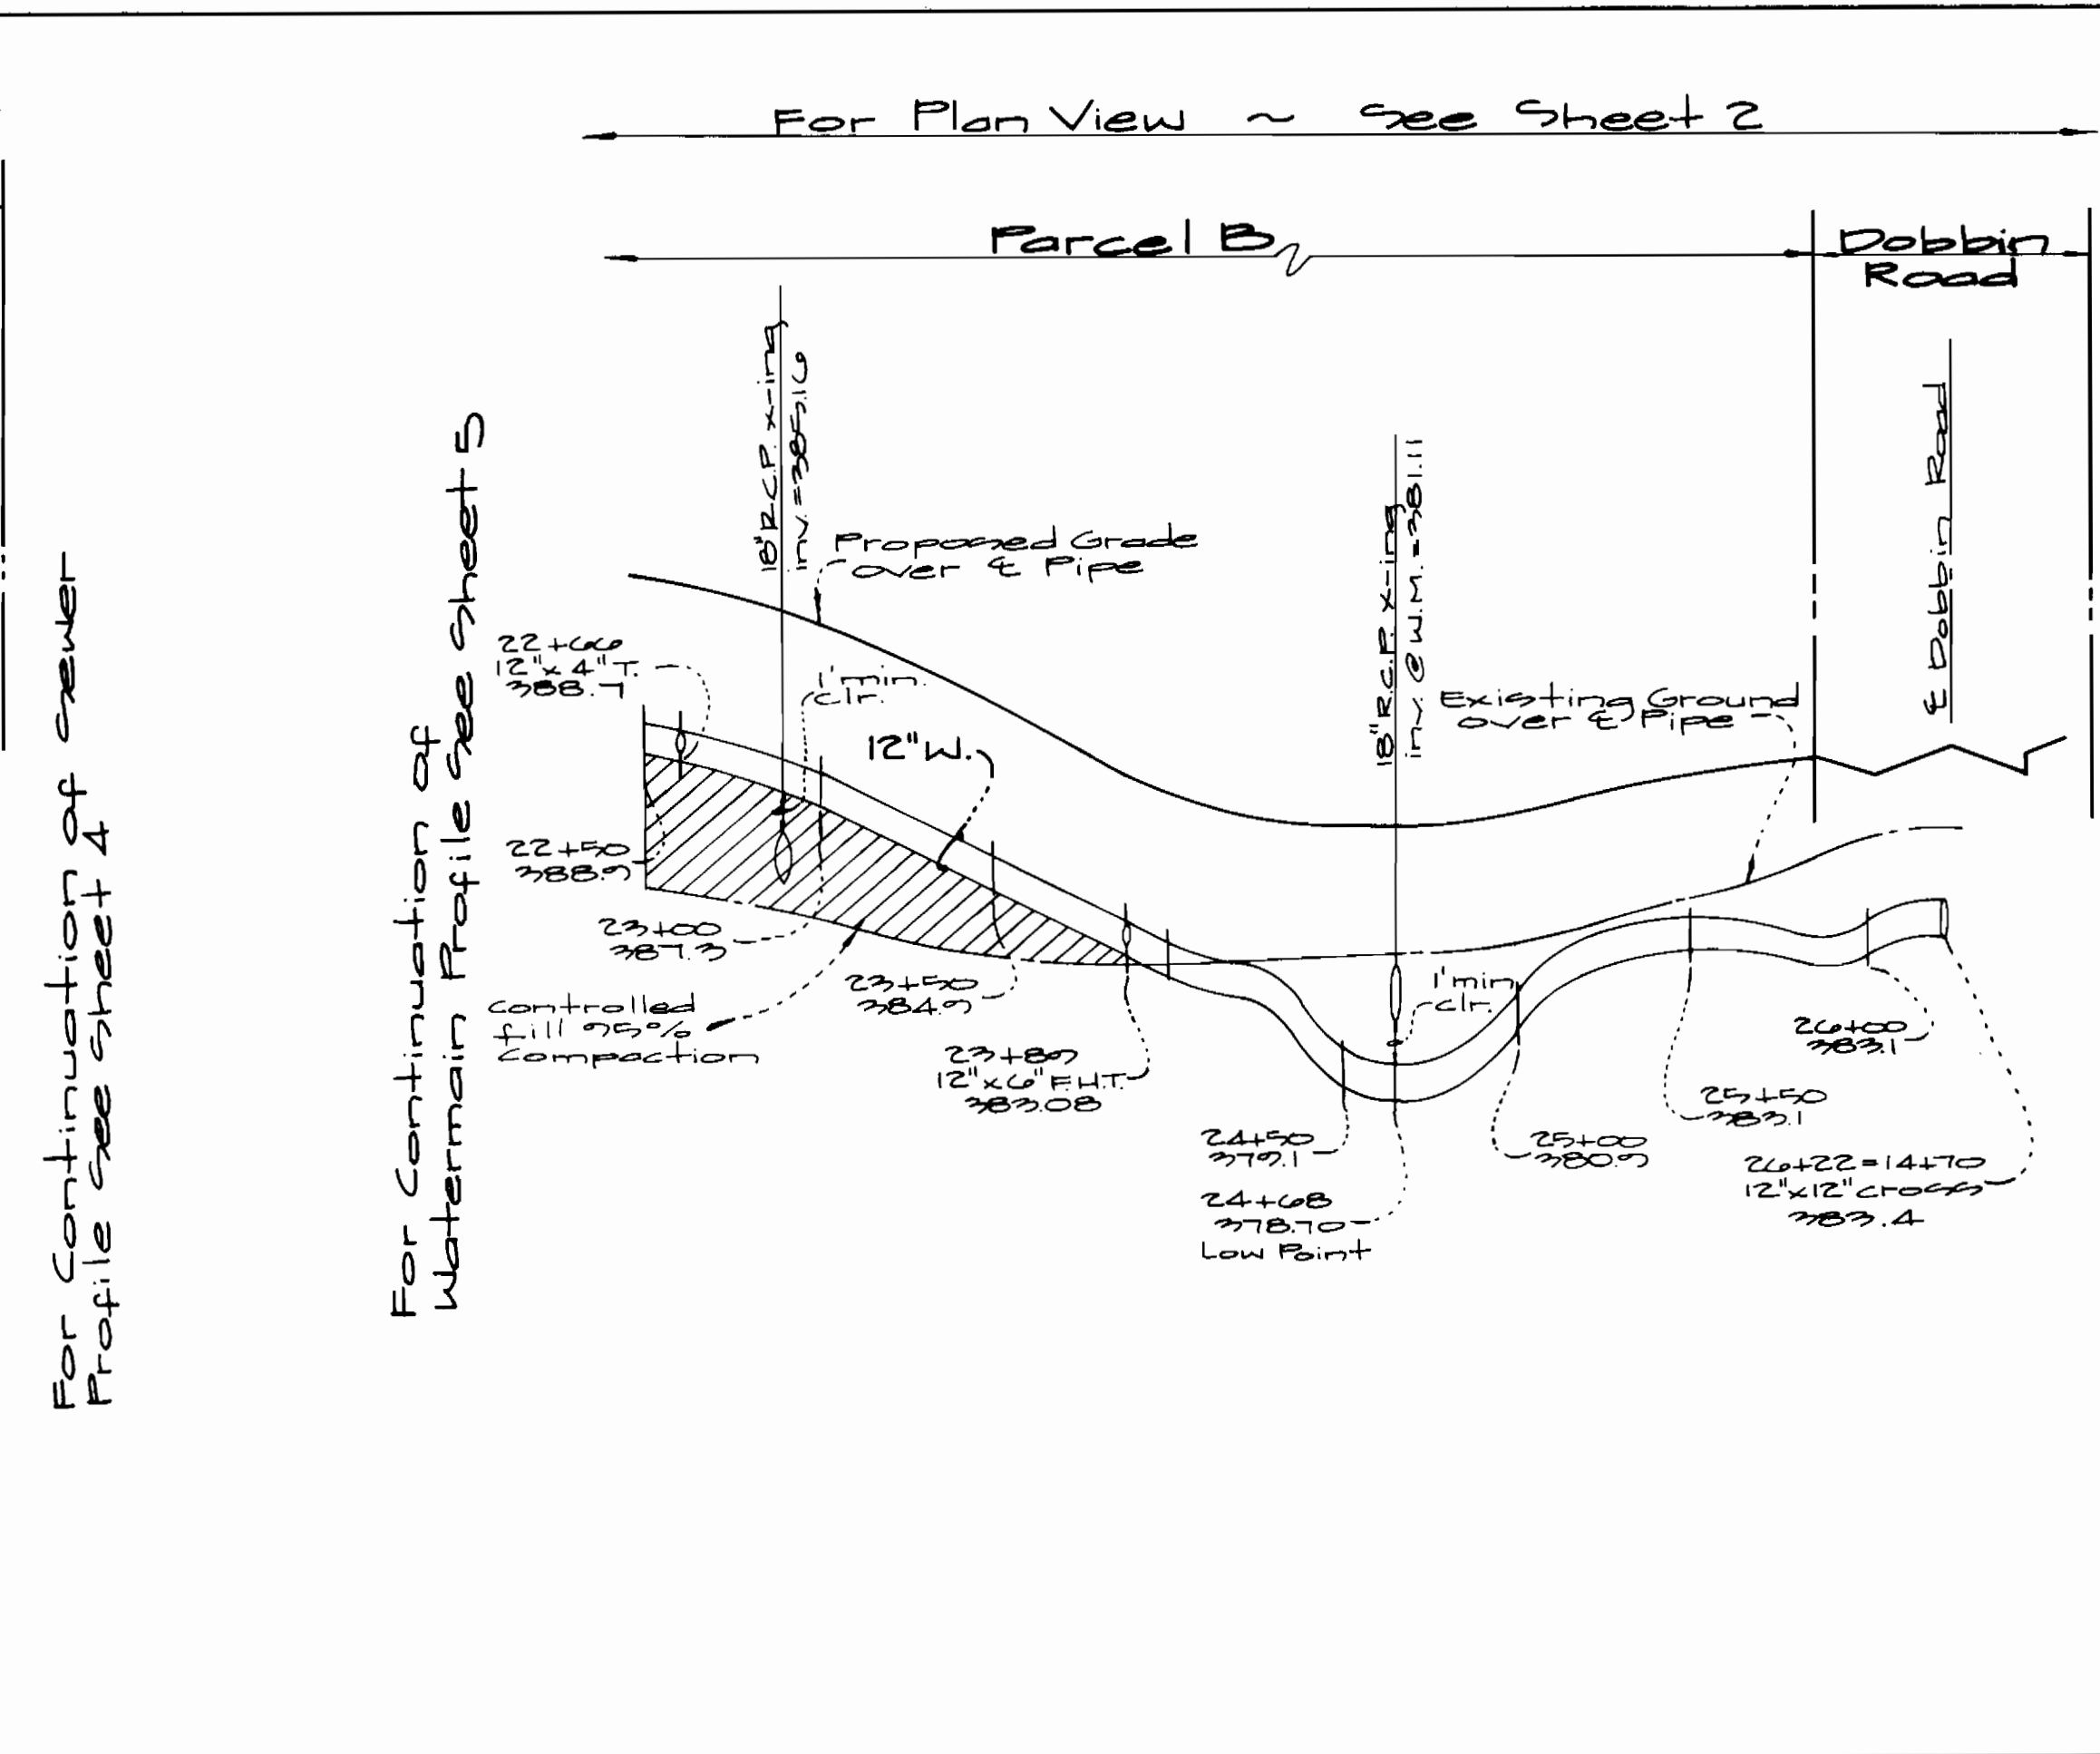 For Plan View ~ See Sheet 2
Parcel B
Dobbin
Road
For Continuation of sewer
Profile see sheet 4
For Continuation of
Watermain Profile see sheet 5
18" R.C.P. x-ing
inv.=385.16
Proposed Grade
over ℄ Pipe
18" R.C.P. x-ing
inv. @ W.M.=381.11
Existing Ground
over ℄ Pipe
℄ Dobbin Road
22+66
12"x 4" T.
388.7
1' min.
clr.
12" W.
22+50
388.9
23+00
387.3
controlled
fill 95%
compaction
23+50
384.9
23+89
12"x6" F.H.T.
383.08
1' min
clr.
24+50
379.1
24+68
378.70
Low Point
25+00
380.9
25+50
383.1
26+00
383.1
26+22=14+70
12"x12" cross
383.4